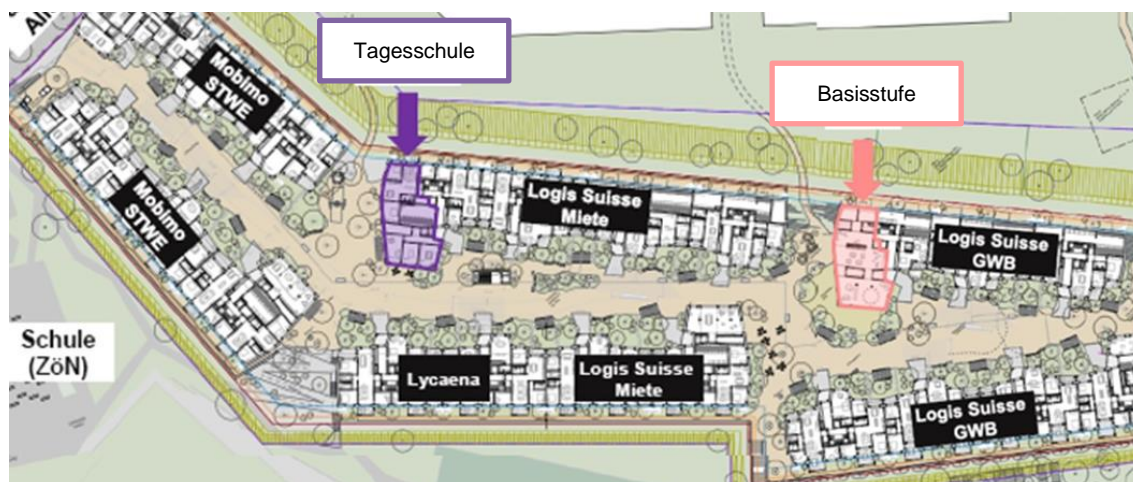 Tagesschule
Basisstufe
Mobimo
STWE
Mobimo
STWE
Logis Suisse
Miete
Logis Suisse
GWB
Schule
(ZöN)
Lycaena
Logis Suisse
Miete
Logis Suisse
GWB